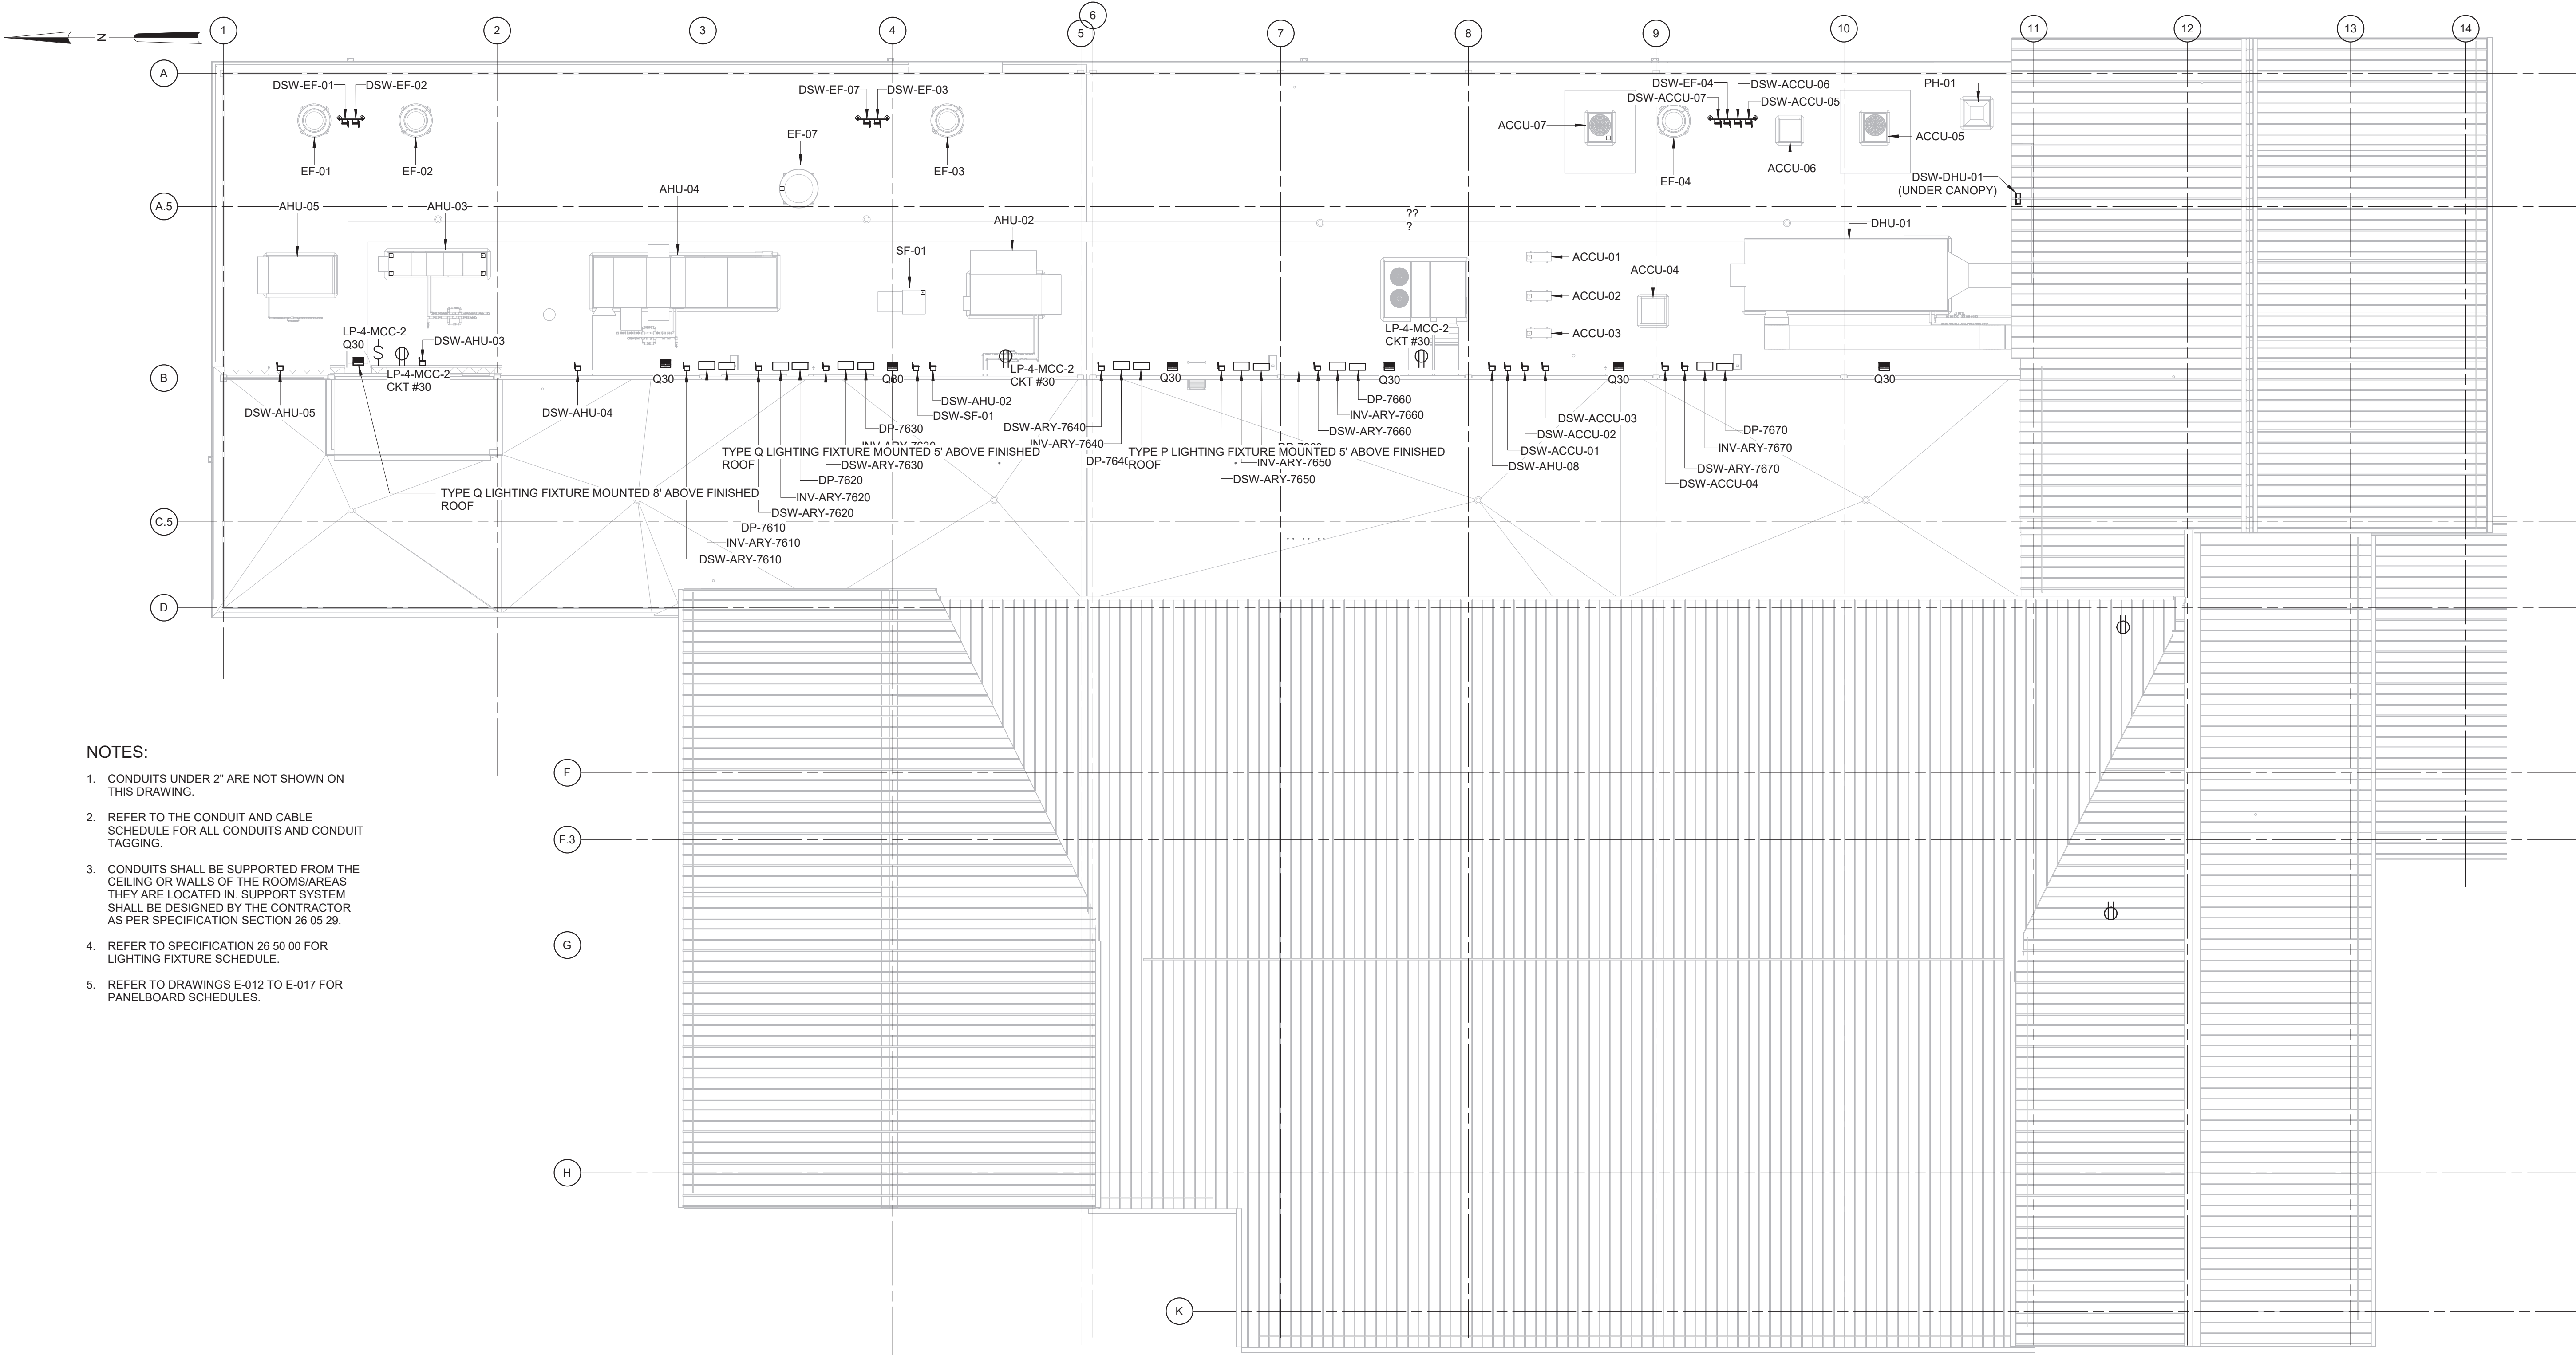 1
2
3
4
5
6
7
8
9
10
11
12
13
14
N
A
A.5
B
C.5
D
F
F.3
G
H
K
DSW-EF-01
DSW-EF-02
EF-01
EF-02
DSW-EF-07
DSW-EF-03
EF-07
EF-03
DSW-EF-04
DSW-ACCU-06
DSW-ACCU-07
DSW-ACCU-05
PH-01
ACCU-07
EF-04
ACCU-06
ACCU-05
DSW-DHU-01
(UNDER CANOPY)
AHU-05
AHU-03
AHU-04
SF-01
AHU-02
??
?
ACCU-01
ACCU-02
ACCU-03
ACCU-04
DHU-01
LP-4-MCC-2
Q30
DSW-AHU-03
LP-4-MCC-2
CKT #30
Q30
Q30
LP-4-MCC-2
CKT #30
Q30
LP-4-MCC-2
CKT #30
Q30
Q30
Q30
DSW-AHU-05
DSW-AHU-04
DSW-AHU-02
DSW-SF-01
DP-7630
INV-ARY-7630
TYPE Q LIGHTING FIXTURE MOUNTED 5' ABOVE FINISHED
ROOF
DSW-ARY-7630
DP-7620
INV-ARY-7620
DSW-ARY-7620
DP-7610
INV-ARY-7610
DSW-ARY-7610
TYPE Q LIGHTING FIXTURE MOUNTED 8' ABOVE FINISHED
ROOF
DSW-ARY-7640
INV-ARY-7640
DP-7640
TYPE P LIGHTING FIXTURE MOUNTED 5' ABOVE FINISHED
ROOF
INV-ARY-7650
DSW-ARY-7650
DP-7660
INV-ARY-7660
DSW-ARY-7660
DSW-ACCU-03
DSW-ACCU-02
DSW-ACCU-01
DSW-AHU-08
DP-7670
INV-ARY-7670
DSW-ARY-7670
DSW-ACCU-04
NOTES:
1. CONDUITS UNDER 2" ARE NOT SHOWN ON
THIS DRAWING.
2. REFER TO THE CONDUIT AND CABLE
SCHEDULE FOR ALL CONDUITS AND CONDUIT
TAGGING.
3. CONDUITS SHALL BE SUPPORTED FROM THE
CEILING OR WALLS OF THE ROOMS/AREAS
THEY ARE LOCATED IN. SUPPORT SYSTEM
SHALL BE DESIGNED BY THE CONTRACTOR
AS PER SPECIFICATION SECTION 26 05 29.
4. REFER TO SPECIFICATION 26 50 00 FOR
LIGHTING FIXTURE SCHEDULE.
5. REFER TO DRAWINGS E-012 TO E-017 FOR
PANELBOARD SCHEDULES.